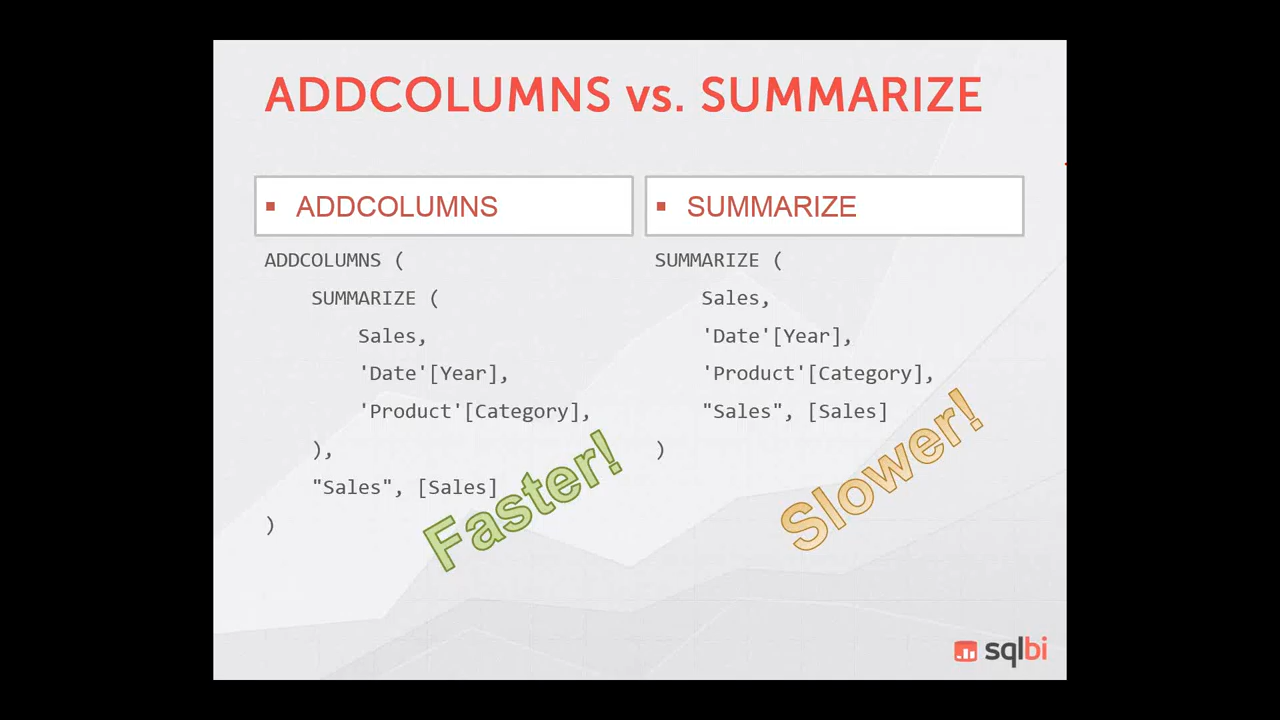 ADDCOLUMNS vs. SUMMARIZE
▪ ADDCOLUMNS
ADDCOLUMNS (
SUMMARIZE (
Sales,
'Date'[Year],
'Product'[Category],
),
"Sales", [Sales]
)
Faster!
▪ SUMMARIZE
SUMMARIZE (
Sales,
'Date'[Year],
'Product'[Category],
"Sales", [Sales]
)
Slower!
sqlbi